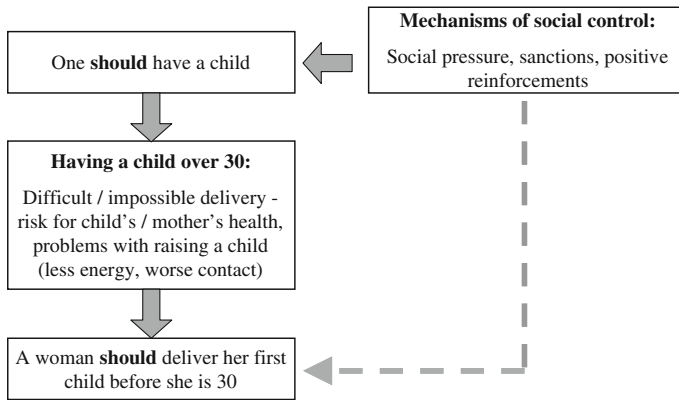 Mechanisms of social control:
Social pressure, sanctions, positive
reinforcements
One should have a child
Having a child over 30:
Difficult / impossible delivery -
risk for child's / mother's health,
problems with raising a child
(less energy, worse contact)
A woman should deliver her first
child before she is 30